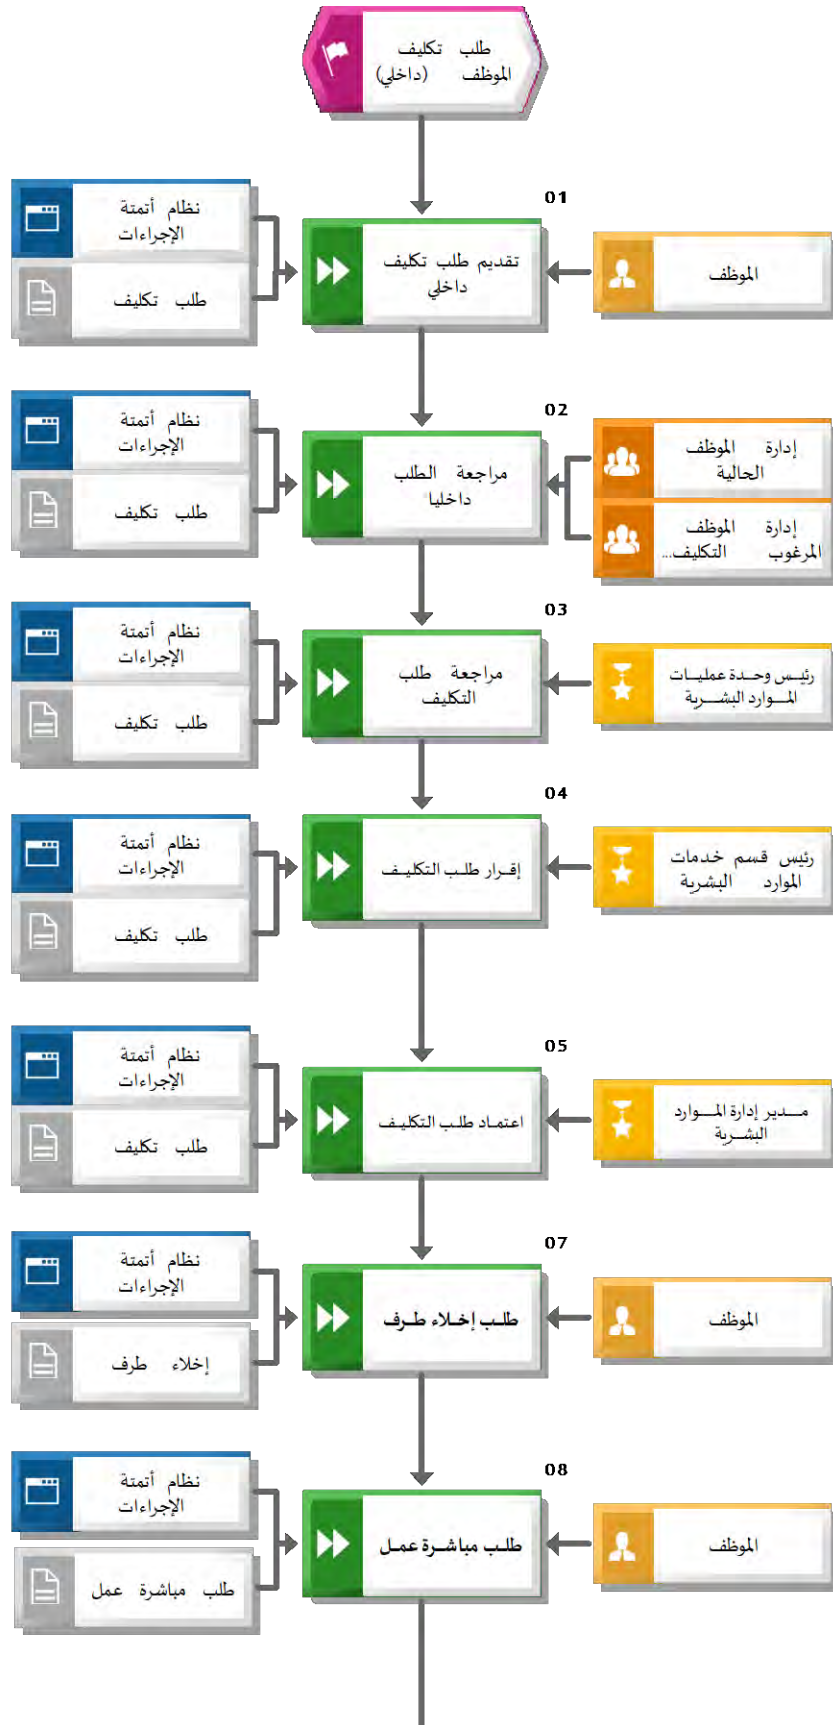 طلب تكليف
الموظف (داخلي)
01
نظام أتمتة
الإجراءات
طلب تكليف
تقديم طلب تكليف
داخلي
الموظف
02
نظام أتمتة
الإجراءات
طلب تكليف
مراجعة الطلب
داخليا
إدارة الموظف
الحالية
إدارة الموظف
المرغوب التكليف...
03
نظام أتمتة
الإجراءات
طلب تكليف
مراجعة طلب
التكليف
رئيس وحدة عمليات
الموارد البشرية
04
نظام أتمتة
الإجراءات
طلب تكليف
إقرار طلب التكليف
رئيس قسم خدمات
الموارد البشرية
05
نظام أتمتة
الإجراءات
طلب تكليف
اعتماد طلب التكليف
مدير إدارة الموارد
البشرية
07
نظام أتمتة
الإجراءات
إخلاء طرف
طلب إخلاء طرف
الموظف
08
نظام أتمتة
الإجراءات
طلب مباشرة عمل
طلب مباشرة عمل
الموظف